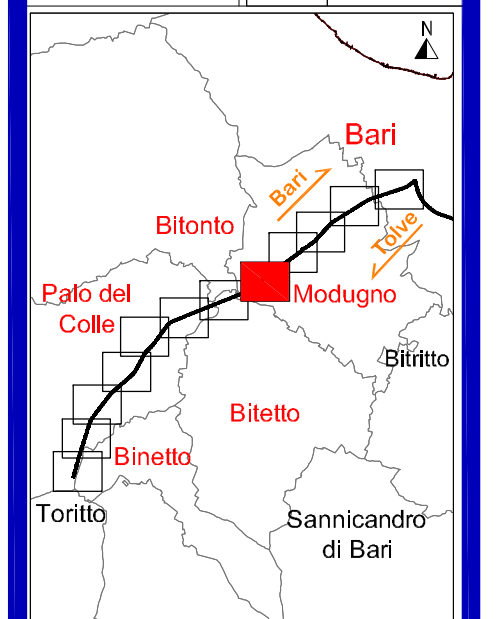 N
Bari
Bari
Bitonto
Tolve
Palo del
Colle
Modugno
Bitritto
Bitetto
Binetto
Toritto
Sannicandro
di Bari